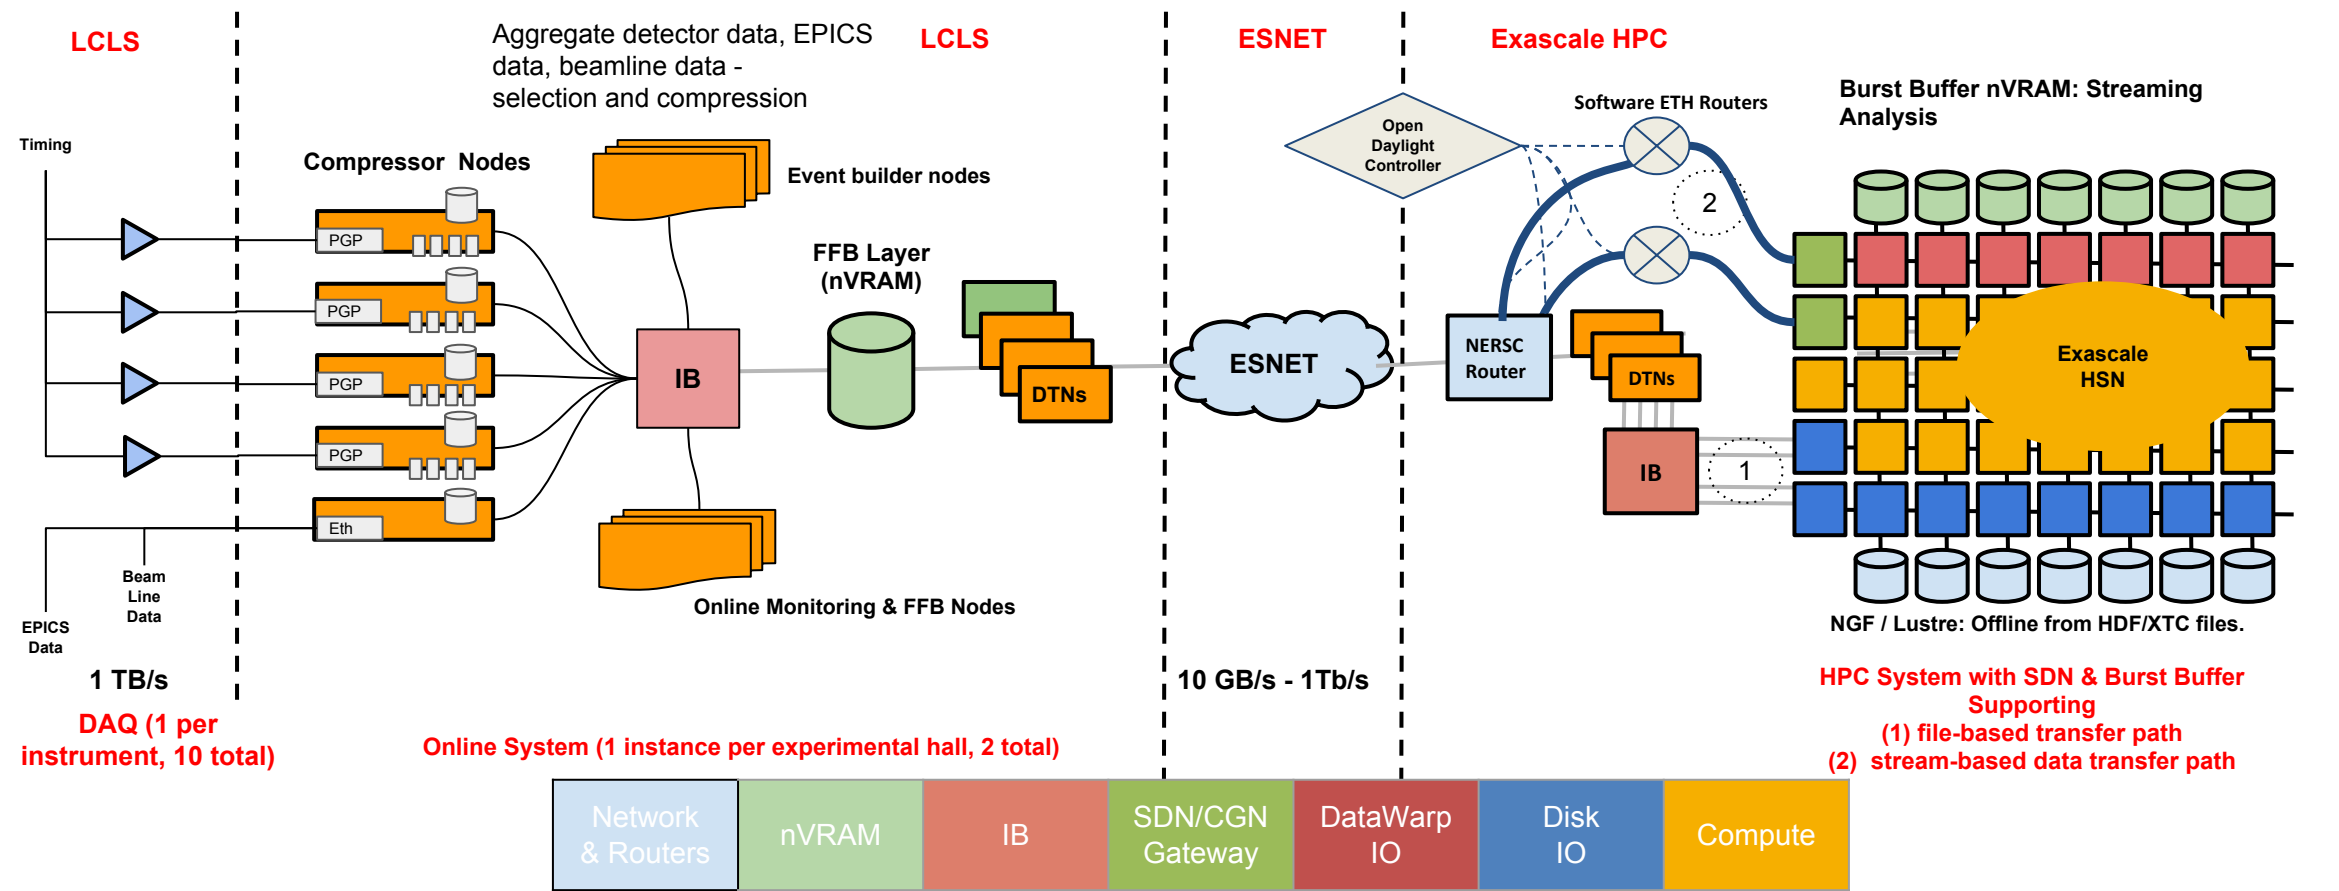 LCLS
Aggregate detector data, EPICS
data, beamline data -
selection and compression
LCLS
ESNET
Exascale HPC
Timing
Compressor Nodes
Event builder nodes
Open
Daylight
Controller
Software ETH Routers
Burst Buffer nVRAM: Streaming
Analysis
2
PGP
PGP
PGP
PGP
Eth
FFB Layer
(nVRAM)
IB
DTNs
ESNET
NERSC
Router
DTNs
IB
1
Exascale
HSN
Beam
Line
Data
EPICS
Data
Online Monitoring & FFB Nodes
NGF / Lustre: Offline from HDF/XTC files.
1 TB/s
10 GB/s - 1Tb/s
DAQ (1 per
instrument, 10 total)
Online System (1 instance per experimental hall, 2 total)
HPC System with SDN & Burst Buffer
Supporting
(1) file-based transfer path
(2) stream-based data transfer path
Network
& Routers
nVRAM
IB
SDN/CGN
Gateway
DataWarp
IO
Disk
IO
Compute